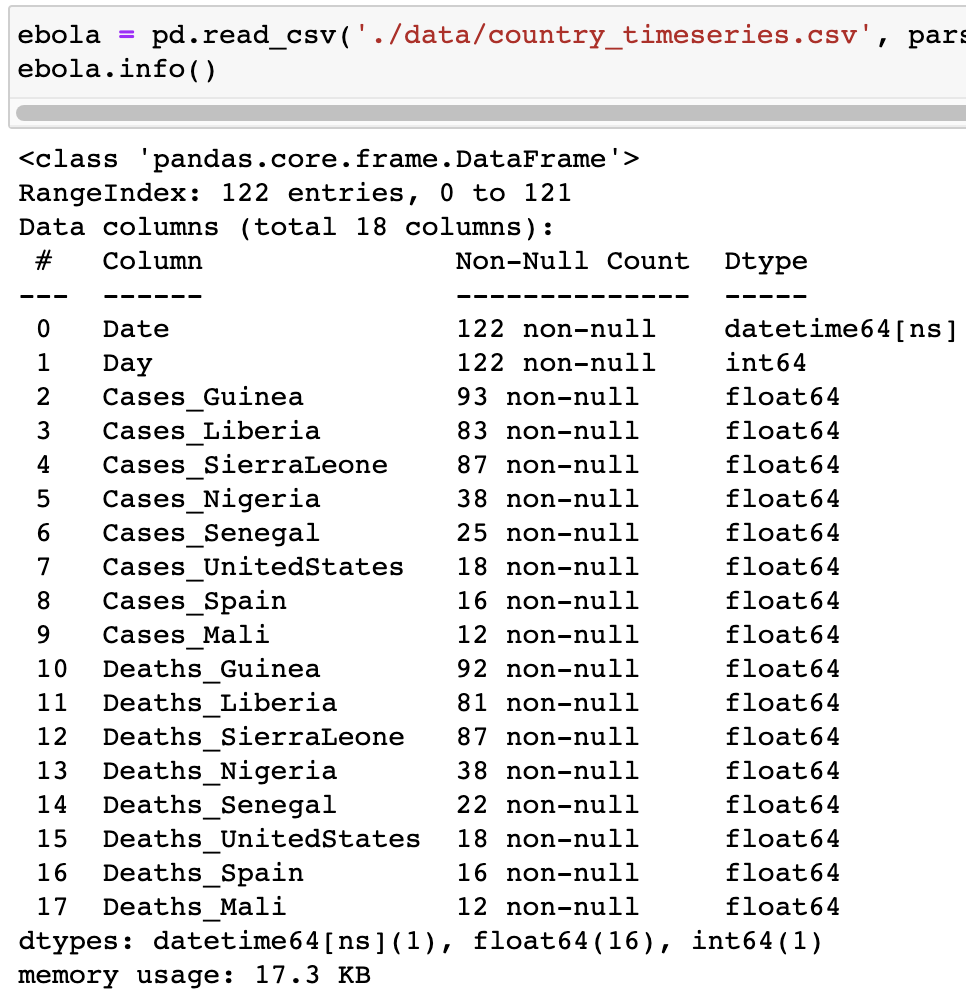 ebola = pd.read_csv('./data/country_timeseries.csv', pars
ebola.info()
<class 'pandas.core.frame.DataFrame'>
RangeIndex: 122 entries, 0 to 121
Data columns (total 18 columns):
 #   Column               Non-Null Count  Dtype
---  ------               --------------  -----
 0   Date                 122 non-null    datetime64[ns]
 1   Day                  122 non-null    int64
 2   Cases_Guinea         93 non-null     float64
 3   Cases_Liberia        83 non-null     float64
 4   Cases_SierraLeone    87 non-null     float64
 5   Cases_Nigeria        38 non-null     float64
 6   Cases_Senegal        25 non-null     float64
 7   Cases_UnitedStates   18 non-null     float64
 8   Cases_Spain          16 non-null     float64
 9   Cases_Mali           12 non-null     float64
 10  Deaths_Guinea        92 non-null     float64
 11  Deaths_Liberia       81 non-null     float64
 12  Deaths_SierraLeone   87 non-null     float64
 13  Deaths_Nigeria       38 non-null     float64
 14  Deaths_Senegal       22 non-null     float64
 15  Deaths_UnitedStates  18 non-null     float64
 16  Deaths_Spain         16 non-null     float64
 17  Deaths_Mali          12 non-null     float64
dtypes: datetime64[ns](1), float64(16), int64(1)
memory usage: 17.3 KB